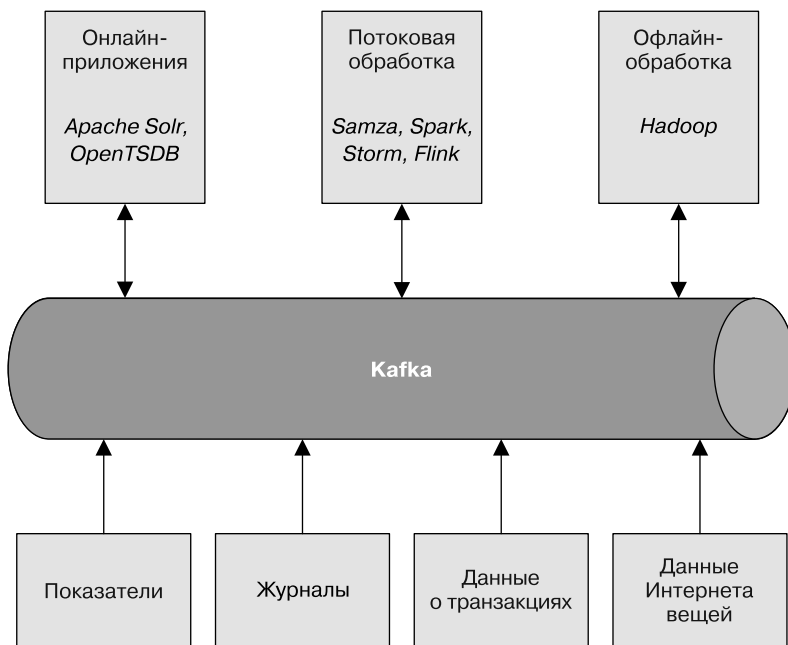 Онлайн-
приложения
Apache Solr,
OpenTSDB
Потоковая
обработка
Samza, Spark,
Storm, Flink
Офлайн-
обработка
Hadoop
Kafka
Показатели
Журналы
Данные
о транзакциях
Данные
Интернета
вещей